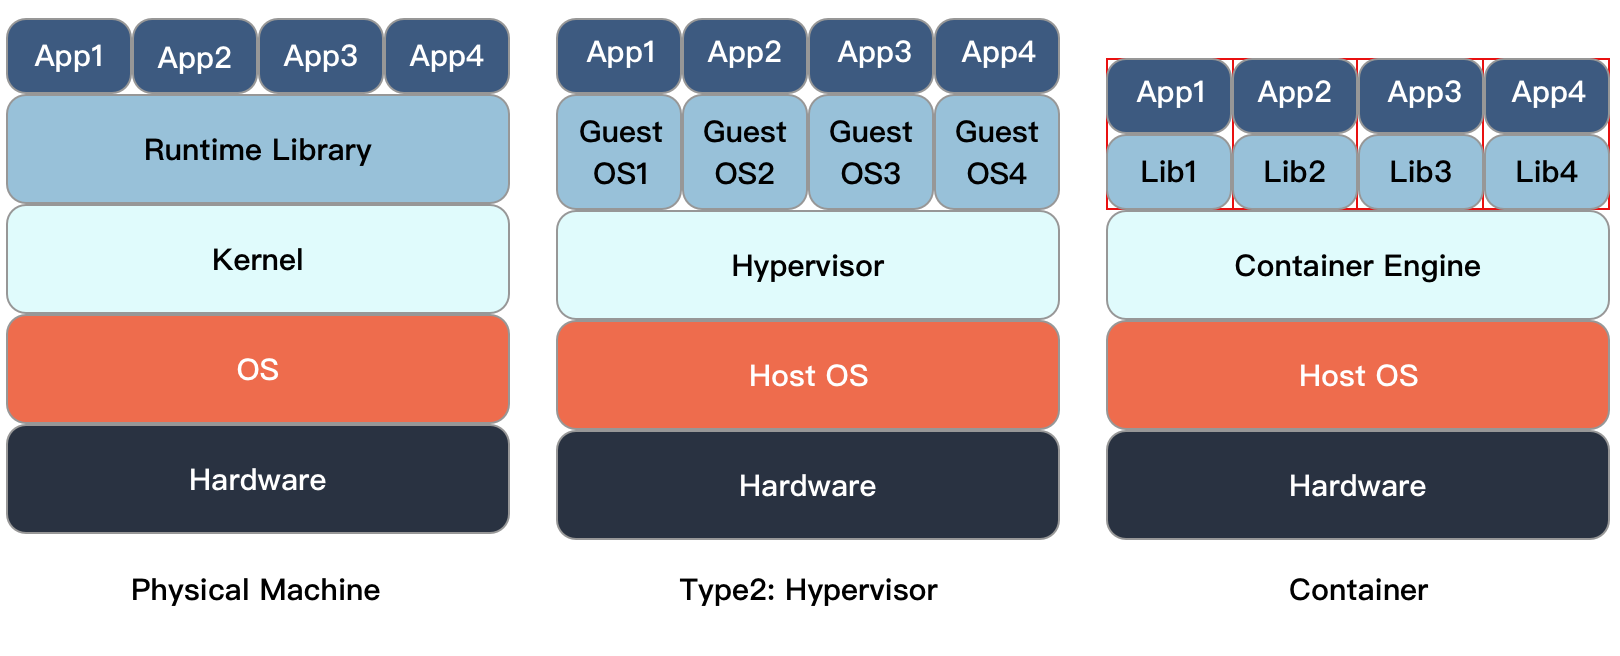 App1 App2 App3 App4
Runtime Library
Kernel
OS
Hardware
Physical Machine
App1 App2 App3 App4
Guest OS1
Guest OS2
Guest OS3
Guest OS4
Hypervisor
Host OS
Hardware
Type2: Hypervisor
App1 App2 App3 App4
Lib1 Lib2 Lib3 Lib4
Container Engine
Host OS
Hardware
Container